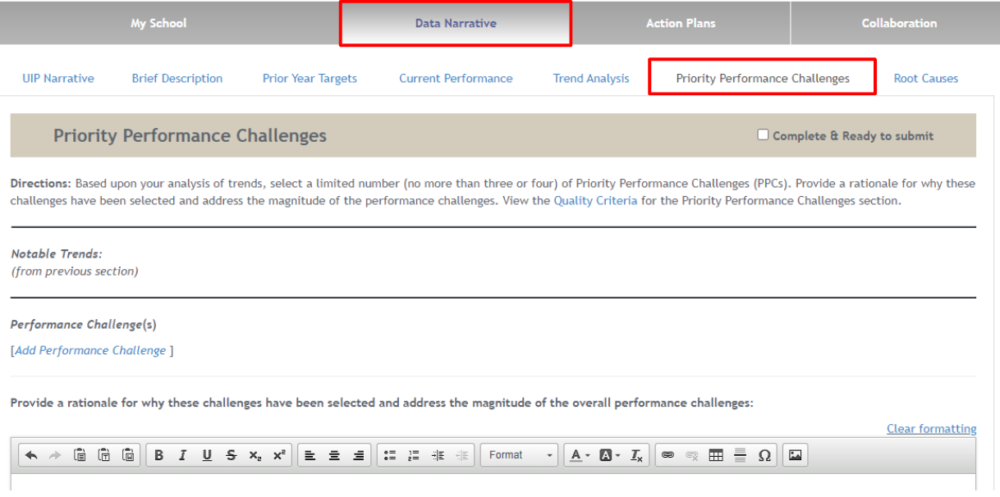 My School Data Narrative Action Plans Collaboration
UIP Narrative Brief Description Prior Year Targets Current Performance Trend Analysis Priority Performance Challenges Root Causes
Priority Performance Challenges Complete & Ready to submit
Directions: Based upon your analysis of trends, select a limited number (no more than three or four) of Priority Performance Challenges (PPCs). Provide a rationale for why these
challenges have been selected and address the magnitude of the performance challenges. View the Quality Criteria for the Priority Performance Challenges section.
Notable Trends:
(from previous section)
Performance Challenge(s)
[Add Performance Challenge ]
Provide a rationale for why these challenges have been selected and address the magnitude of the overall performance challenges:
Clear formatting
B I U S x₂ x² Format A A Ix Ω